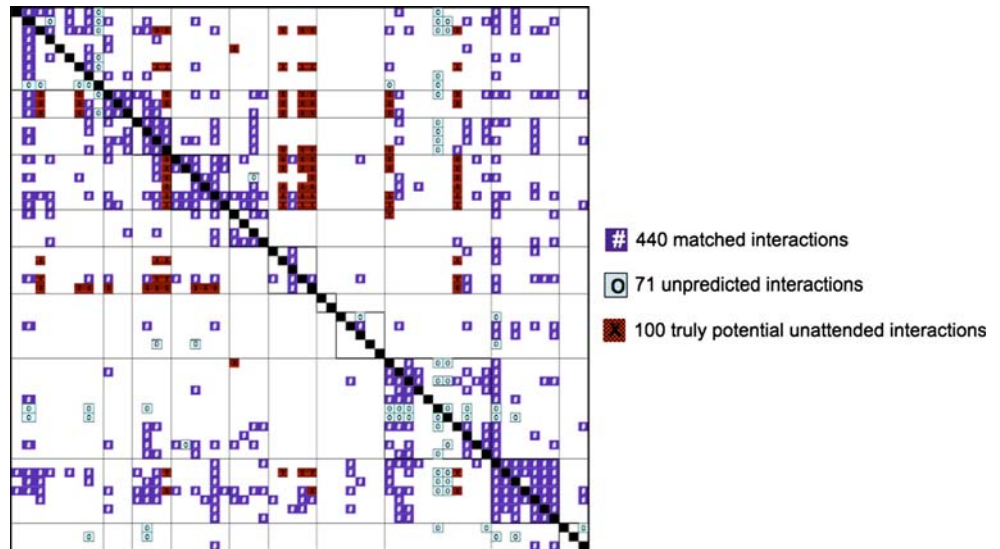 # 440 matched interactions
O 71 unpredicted interactions
X 100 truly potential unattended interactions